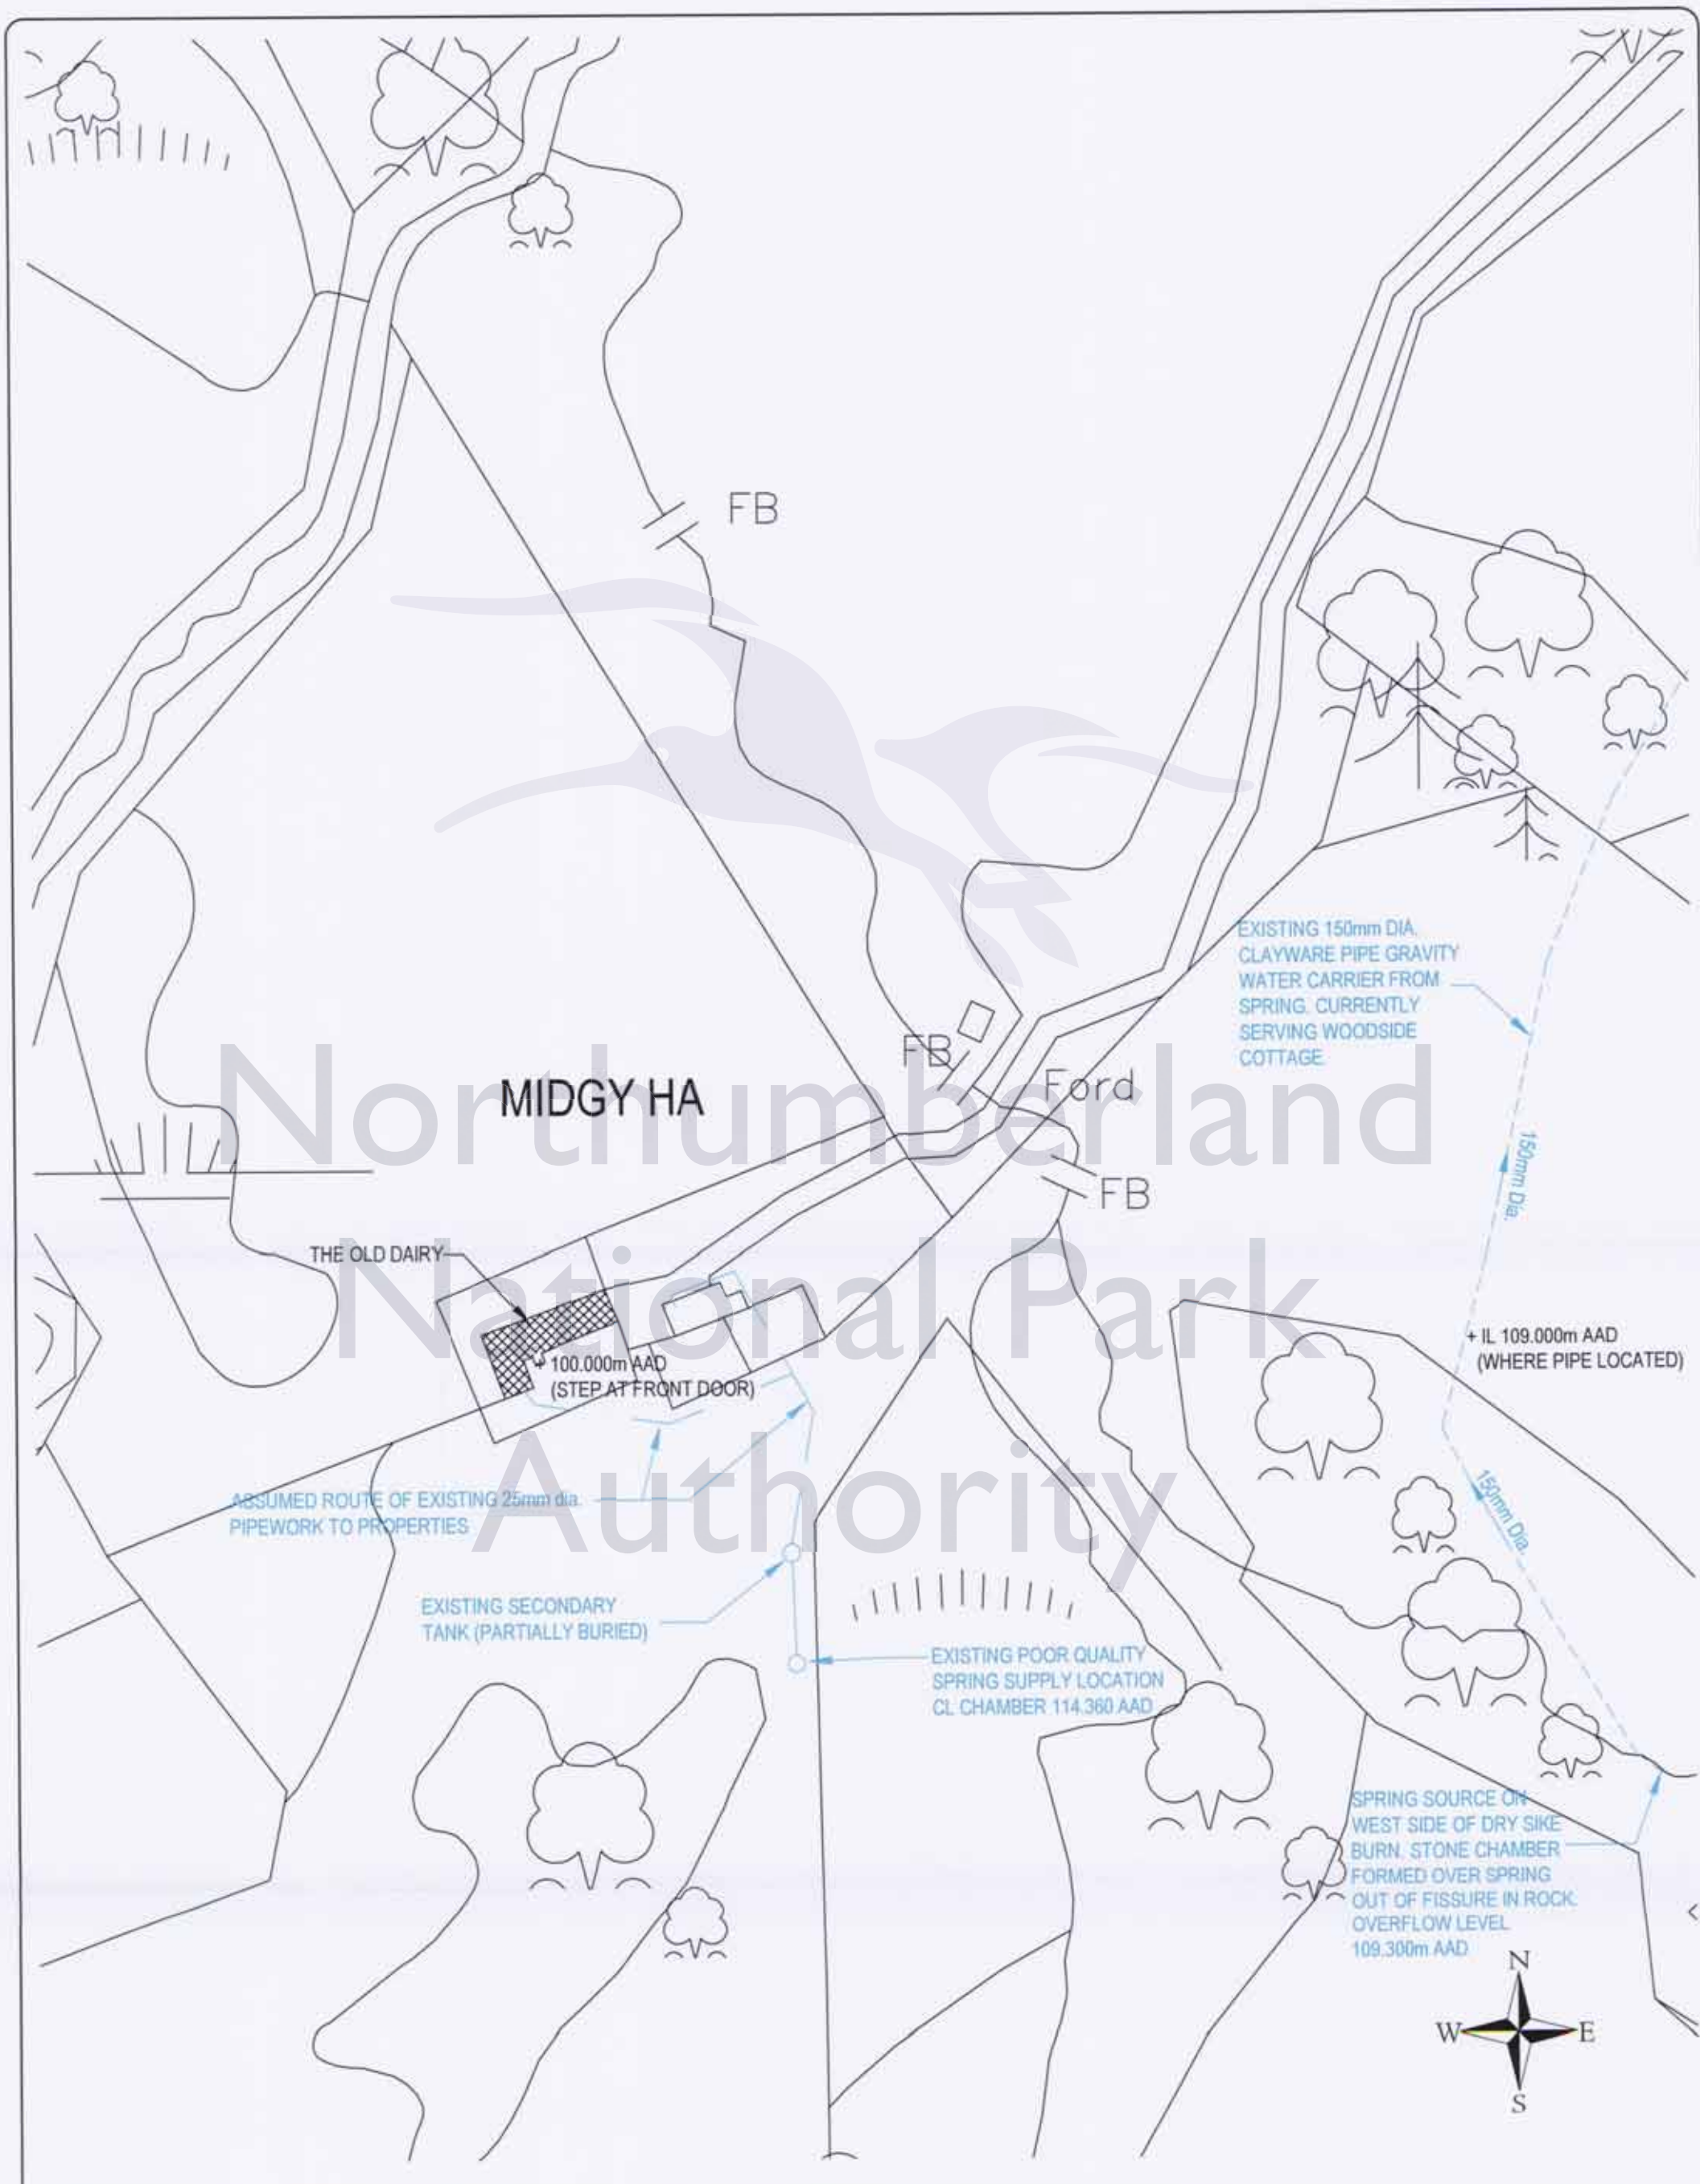 FB
EXISTING 150mm DIA.
CLAYWARE PIPE GRAVITY
WATER CARRIER FROM
SPRING. CURRENTLY
SERVING WOODSIDE
COTTAGE.
FB
Ford
MIDGY HA
Northumberland
National Park
Authority
150mm Dia.
FB
THE OLD DAIRY
+ 100.000m AAD
(STEP AT FRONT DOOR)
+ IL 109.000m AAD
(WHERE PIPE LOCATED)
150mm Dia.
ASSUMED ROUTE OF EXISTING 25mm dia.
PIPEWORK TO PROPERTIES
EXISTING SECONDARY
TANK (PARTIALLY BURIED)
EXISTING POOR QUALITY
SPRING SUPPLY LOCATION
CL CHAMBER 114.360 AAD
SPRING SOURCE ON
WEST SIDE OF DRY SIKE
BURN. STONE CHAMBER
FORMED OVER SPRING
OUT OF FISSURE IN ROCK.
OVERFLOW LEVEL
109.300m AAD
N
W E
S